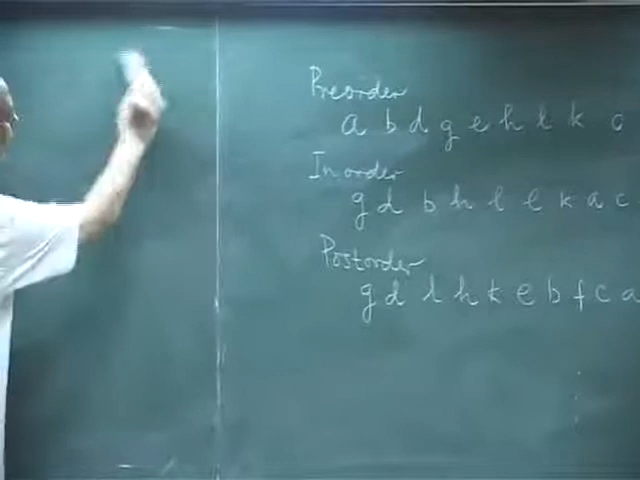 Preorder
a b d g e h l k c
Inorder
g d b h l e k a c
Postorder
g d l h k e b f c a